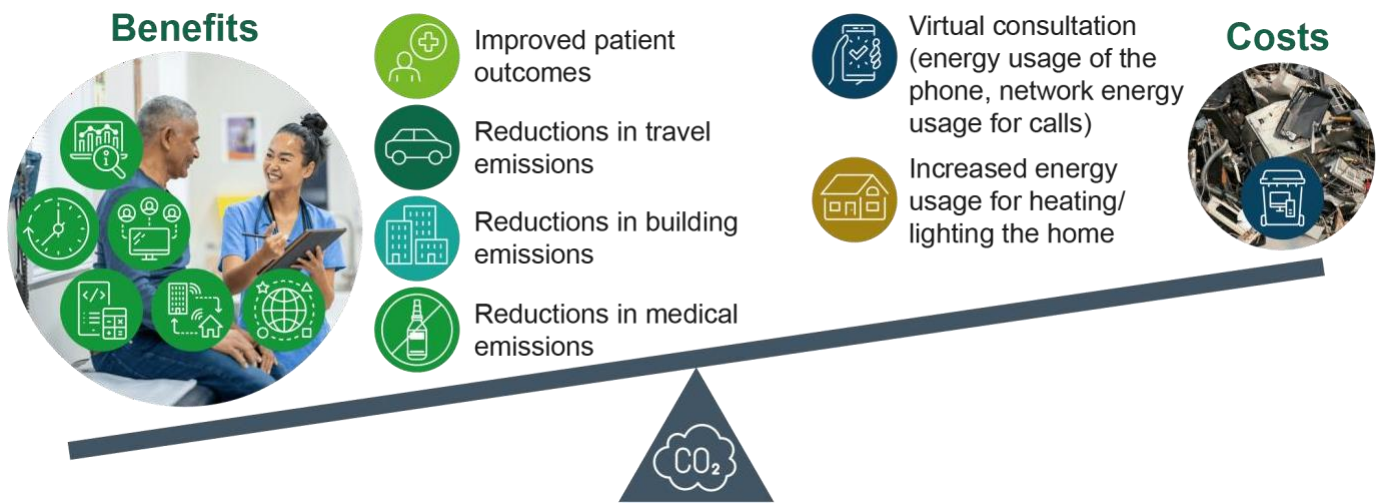 Benefits
Improved patient
outcomes
Reductions in travel
emissions
Reductions in building
emissions
Reductions in medical
emissions
Virtual consultation
(energy usage of the
phone, network energy
usage for calls)
Increased energy
usage for heating/
lighting the home
Costs
CO₂